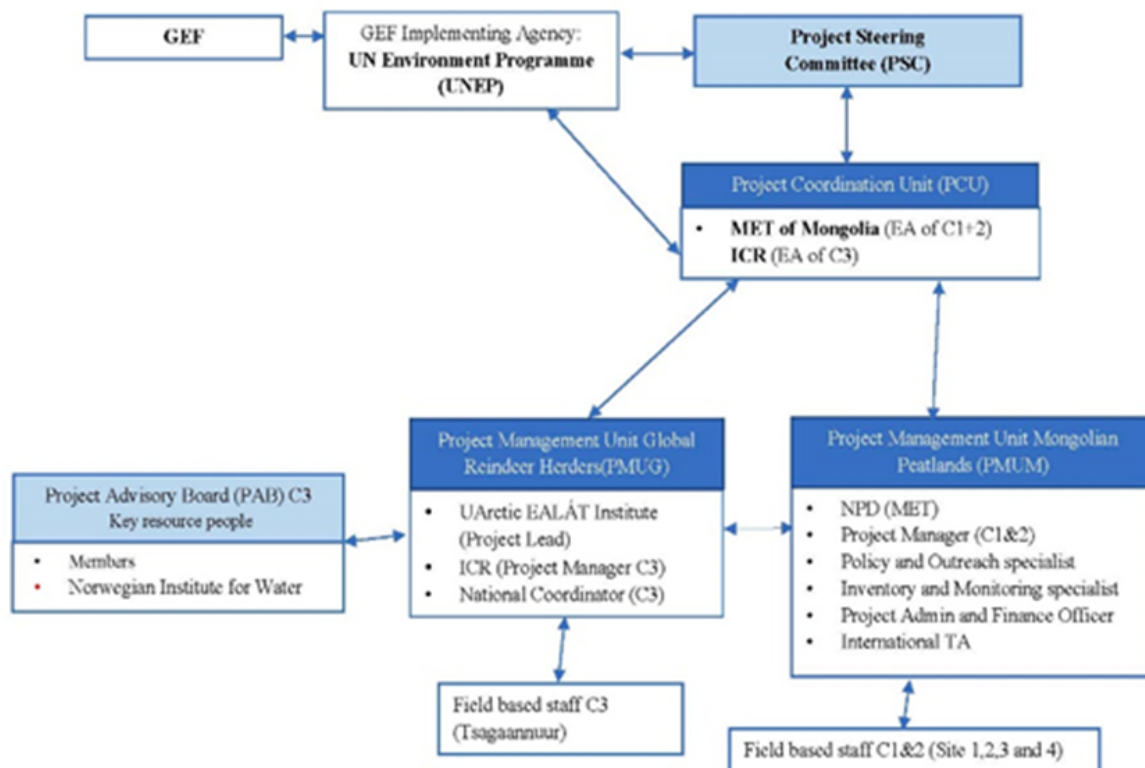 GEF
GEF Implementing Agency:
UN Environment Programme
(UNEP)
Project Steering
Committee (PSC)
Project Coordination Unit (PCU)
• MET of Mongolia (EA of C1+2)
ICR (EA of C3)
Project Management Unit Global
Reindeer Herders(PMUG)
• UArctic EALÁT Institute
(Project Lead)
• ICR (Project Manager C3)
• National Coordinator (C3)
Project Management Unit Mongolian
Peatlands (PMUM)
• NPD (MET)
• Project Manager (C1&2)
• Policy and Outreach specialist
• Inventory and Monitoring specialist
• Project Admin and Finance Officer
• International TA
Project Advisory Board (PAB) C3
Key resource people
• Members
• Norwegian Institute for Water
Field based staff C3
(Tsagaannuur)
Field based staff C1&2 (Site 1,2,3 and 4)